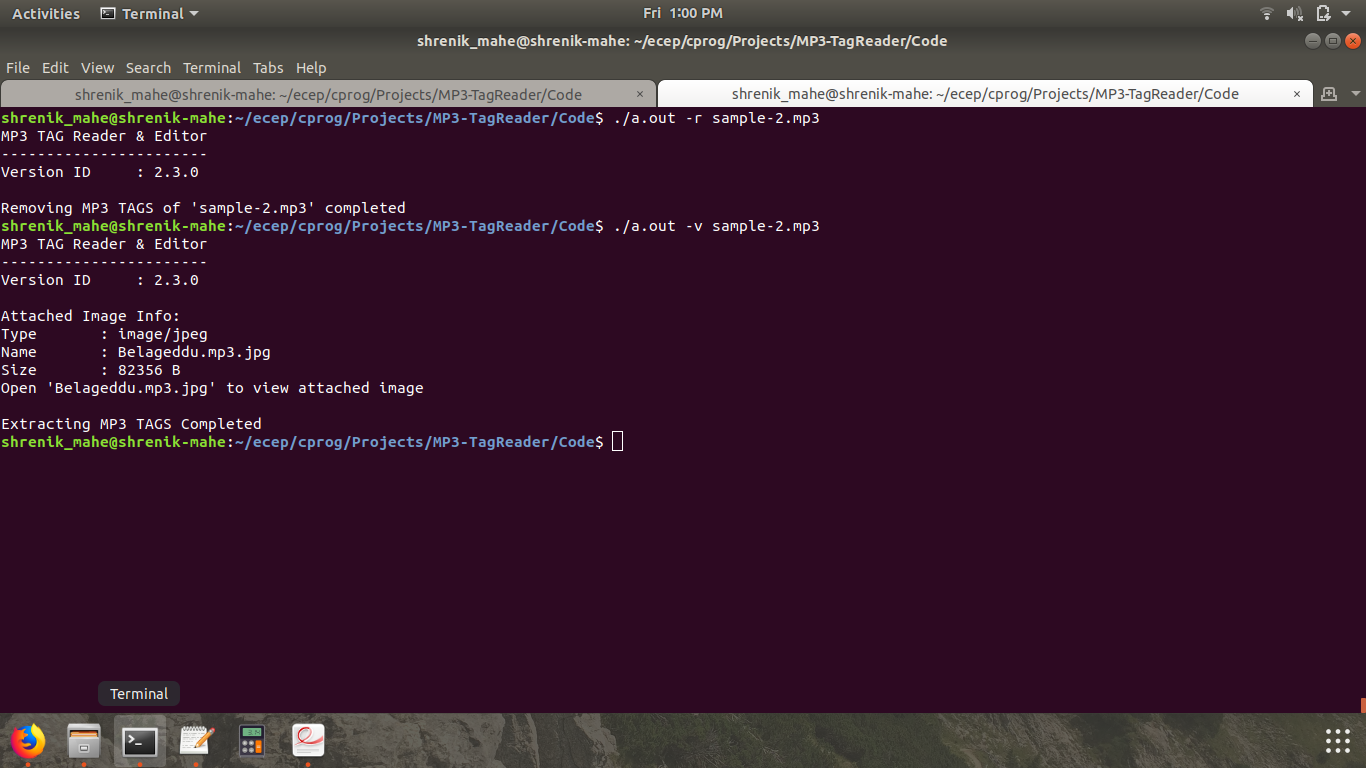 Activities Terminal Fri 1:00 PM
shrenik_mahe@shrenik-mahe: ~/ecep/cprog/Projects/MP3-TagReader/Code
File Edit View Search Terminal Tabs Help
shrenik_mahe@shrenik-mahe: ~/ecep/cprog/Projects/MP3-TagReader/Code × shrenik_mahe@shrenik-mahe: ~/ecep/cprog/Projects/MP3-TagReader/Code ×
shrenik_mahe@shrenik-mahe:~/ecep/cprog/Projects/MP3-TagReader/Code$ ./a.out -r sample-2.mp3
MP3 TAG Reader & Editor
-----------------------
Version ID     : 2.3.0
Removing MP3 TAGS of 'sample-2.mp3' completed
shrenik_mahe@shrenik-mahe:~/ecep/cprog/Projects/MP3-TagReader/Code$ ./a.out -v sample-2.mp3
MP3 TAG Reader & Editor
-----------------------
Version ID     : 2.3.0
Attached Image Info:
Type       : image/jpeg
Name       : Belageddu.mp3.jpg
Size       : 82356 B
Open 'Belageddu.mp3.jpg' to view attached image
Extracting MP3 TAGS Completed
shrenik_mahe@shrenik-mahe:~/ecep/cprog/Projects/MP3-TagReader/Code$
Terminal